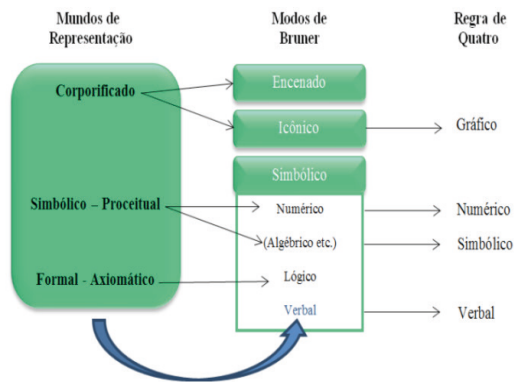 Mundos de
Representação
Modos de
Bruner
Regra de
Quatro
Corporificado
Encenado
Icônico
Gráfico
Simbólico
Simbólico – Proceitual
Numérico
Numérico
(Algébrico etc.)
Simbólico
Formal - Axiomático
Lógico
Verbal
Verbal